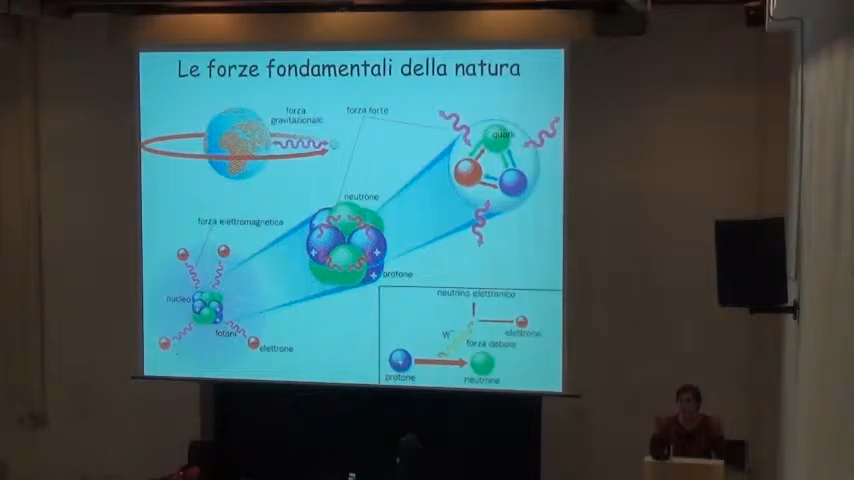 Le forze fondamentali della natura
forza
gravitazionale
forza forte
quark
neutrone
forza elettromagnetica
protone
nucleo
fotoni
elettrone
neutrino elettronico
W⁻
elettrone
forza debole
protone
neutrone